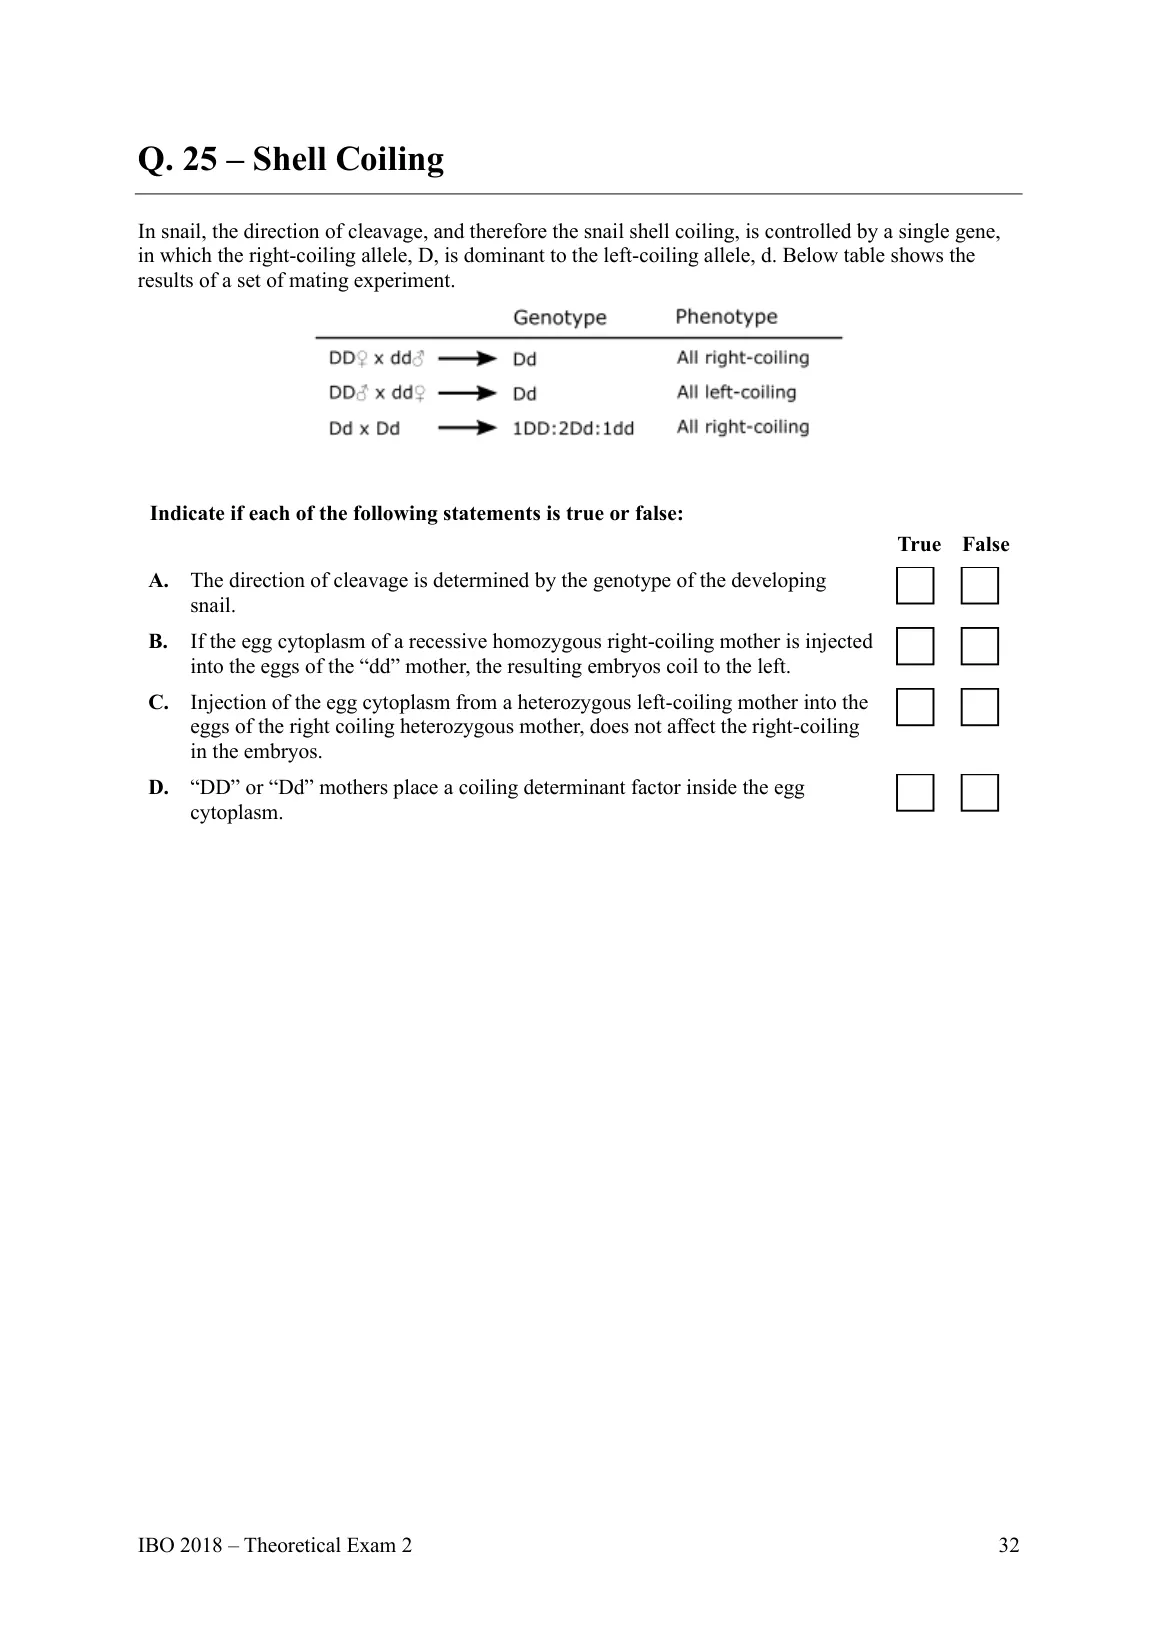 Q. 25 – Shell Coiling
In snail, the direction of cleavage, and therefore the snail shell coiling, is controlled by a single gene,
in which the right-coiling allele, D, is dominant to the left-coiling allele, d. Below table shows the
results of a set of mating experiment.
Genotype Phenotype
DD♀ x dd♂ → Dd All right-coiling
DD♂ x dd♀ → Dd All left-coiling
Dd x Dd → 1DD:2Dd:1dd All right-coiling
Indicate if each of the following statements is true or false:
True False
A. The direction of cleavage is determined by the genotype of the developing
snail.
B. If the egg cytoplasm of a recessive homozygous right-coiling mother is injected
into the eggs of the “dd” mother, the resulting embryos coil to the left.
C. Injection of the egg cytoplasm from a heterozygous left-coiling mother into the
eggs of the right coiling heterozygous mother, does not affect the right-coiling
in the embryos.
D. “DD” or “Dd” mothers place a coiling determinant factor inside the egg
cytoplasm.
IBO 2018 – Theoretical Exam 2 32